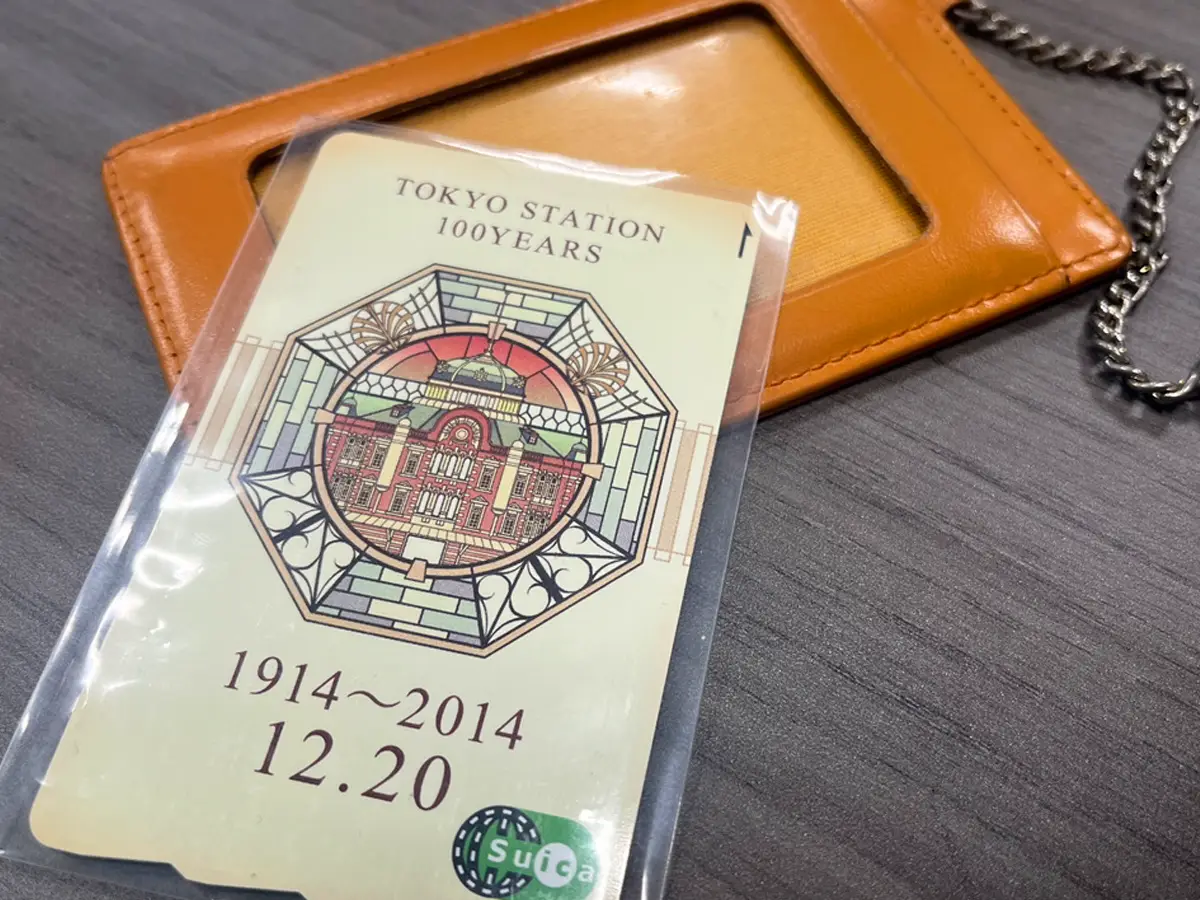 TOKYO STATION
100YEARS
1914〜2014
12.20
Suica